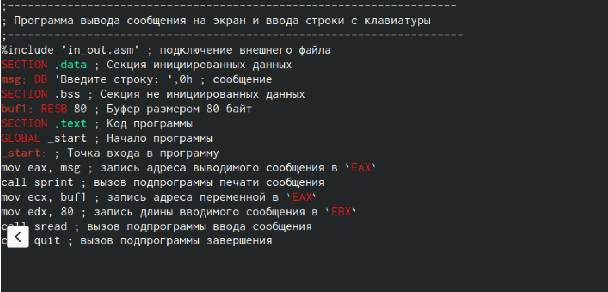 ;-----------------------------------------------------------------
; Программа вывода сообщения на экран и ввода строки с клавиатуры
;------------------------------------------------------------------
%include 'in_out.asm' ; подключение внешнего файла
SECTION .data ; Секция инициированных данных
msg: DB 'Введите строку: ',0h ; сообщение
SECTION .bss ; Секция не инициированных данных
buf1: RESB 80 ; Буфер размером 80 байт
SECTION .text ; Код программы
GLOBAL _start ; Начало программы
_start: ; Точка входа в программу
mov eax, msg ; запись адреса выводимого сообщения в `EAX`
call sprint ; вызов подпрограммы печати сообщения
mov ecx, buf1 ; запись адреса переменной в `EAX`
mov edx, 80 ; запись длины вводимого сообщения в `EBX`
call sread ; вызов подпрограммы ввода сообщения
quit ; вызов подпрограммы завершения